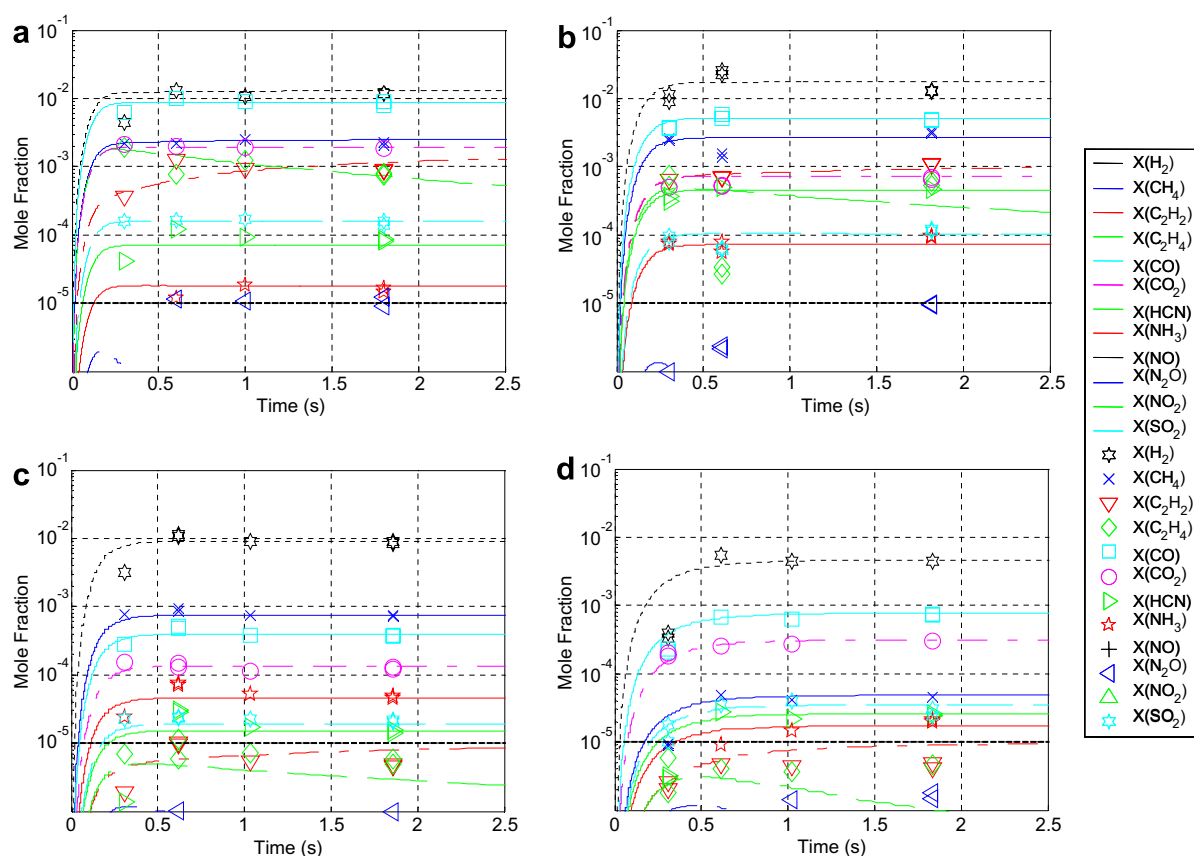 a
10⁻¹
10⁻²
10⁻³
10⁻⁴
10⁻⁵
Mole Fraction
0
0.5
1
1.5
2
2.5
Time (s)
b
10⁻¹
10⁻²
10⁻³
10⁻⁴
10⁻⁵
Mole Fraction
0
0.5
1
1.5
2
2.5
Time (s)
c
10⁻¹
10⁻²
10⁻³
10⁻⁴
10⁻⁵
Mole Fraction
0
0.5
1
1.5
2
2.5
Time (s)
d
10⁻¹
10⁻²
10⁻³
10⁻⁴
10⁻⁵
Mole Fraction
0
0.5
1
1.5
2
2.5
Time (s)
X(H₂)
X(CH₄)
X(C₂H₂)
X(C₂H₄)
X(CO)
X(CO₂)
X(HCN)
X(NH₃)
X(NO)
X(N₂O)
X(NO₂)
X(SO₂)
X(H₂)
X(CH₄)
X(C₂H₂)
X(C₂H₄)
X(CO)
X(CO₂)
X(HCN)
X(NH₃)
X(NO)
X(N₂O)
X(NO₂)
X(SO₂)